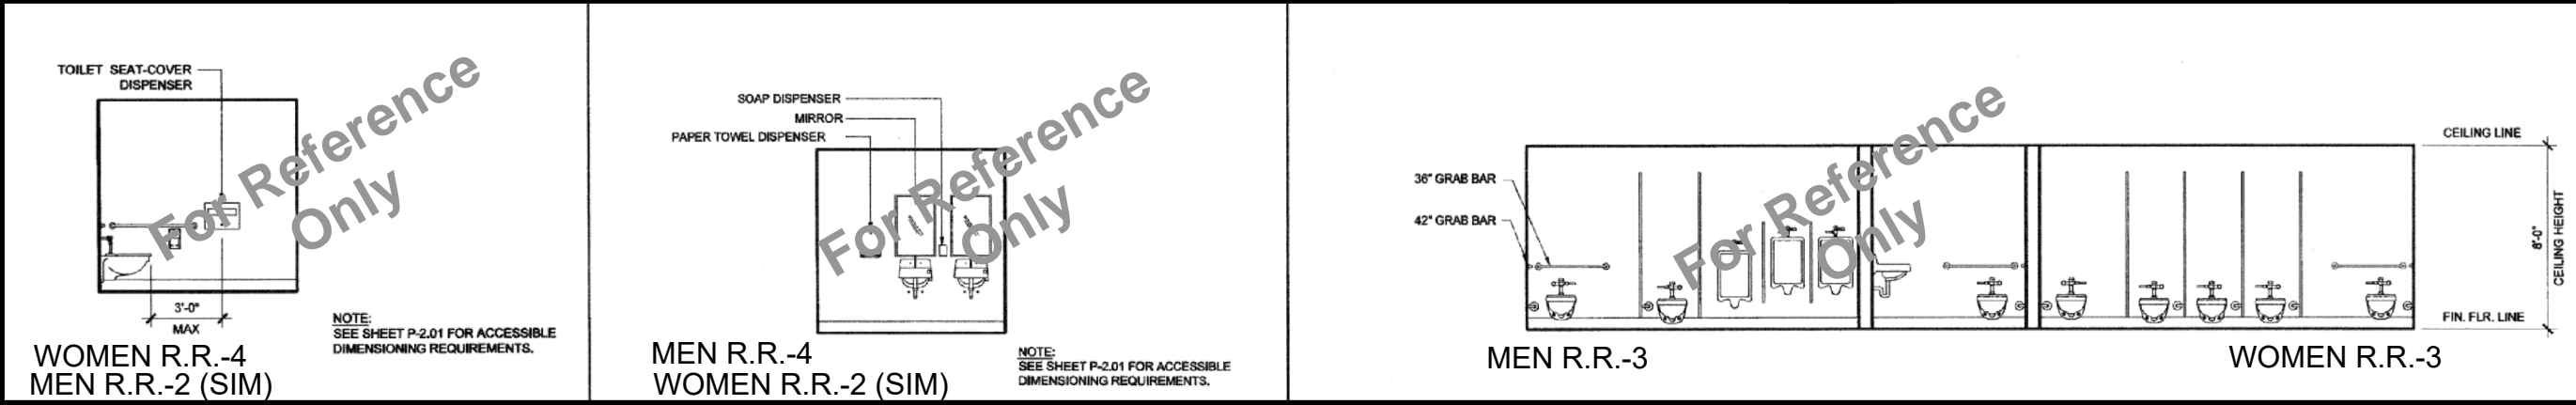 TOILET SEAT-COVER
DISPENSER
For Reference
Only
3'-0"
MAX
NOTE:
SEE SHEET P-2.01 FOR ACCESSIBLE
DIMENSIONING REQUIREMENTS.
WOMEN R.R.-4
MEN R.R.-2 (SIM)
SOAP DISPENSER
MIRROR
PAPER TOWEL DISPENSER
For Reference
Only
NOTE:
SEE SHEET P-2.01 FOR ACCESSIBLE
DIMENSIONING REQUIREMENTS.
MEN R.R.-4
WOMEN R.R.-2 (SIM)
36" GRAB BAR
42" GRAB BAR
For Reference
Only
CEILING LINE
8'-0"
CEILING HEIGHT
FIN. FLR. LINE
MEN R.R.-3
WOMEN R.R.-3